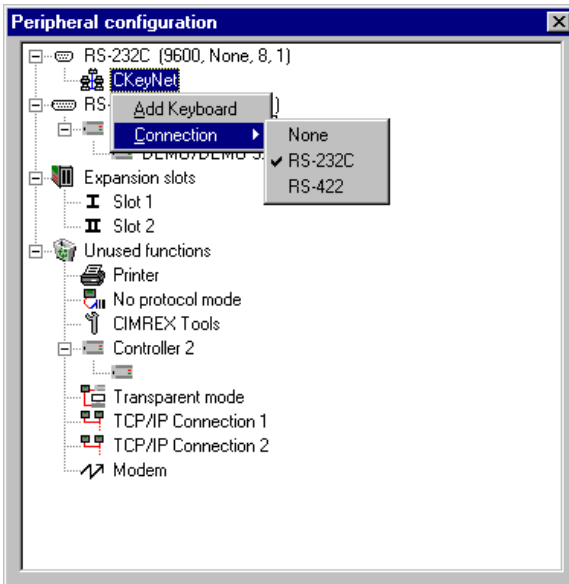 Peripheral configuration
RS-232C (9600, None, 8, 1)
CKeyNet
RS-
Add Keyboard
Connection
None
RS-232C
RS-422
Expansion slots
I Slot 1
II Slot 2
Unused functions
Printer
No protocol mode
CIMREX Tools
Controller 2
Transparent mode
TCP/IP Connection 1
TCP/IP Connection 2
Modem